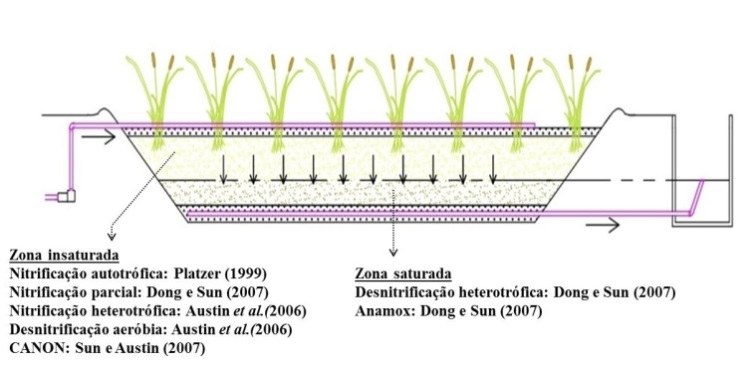 Zona insaturada
Nitrificação autotrófica: Platzer (1999)
Nitrificação parcial: Dong e Sun (2007)
Nitrificação heterotrófica: Austin et al.(2006)
Desnitrificação aeróbia: Austin et al.(2006)
CANON: Sun e Austin (2007)
Zona saturada
Desnitrificação heterotrófica: Dong e Sun (2007)
Anamox: Dong e Sun (2007)